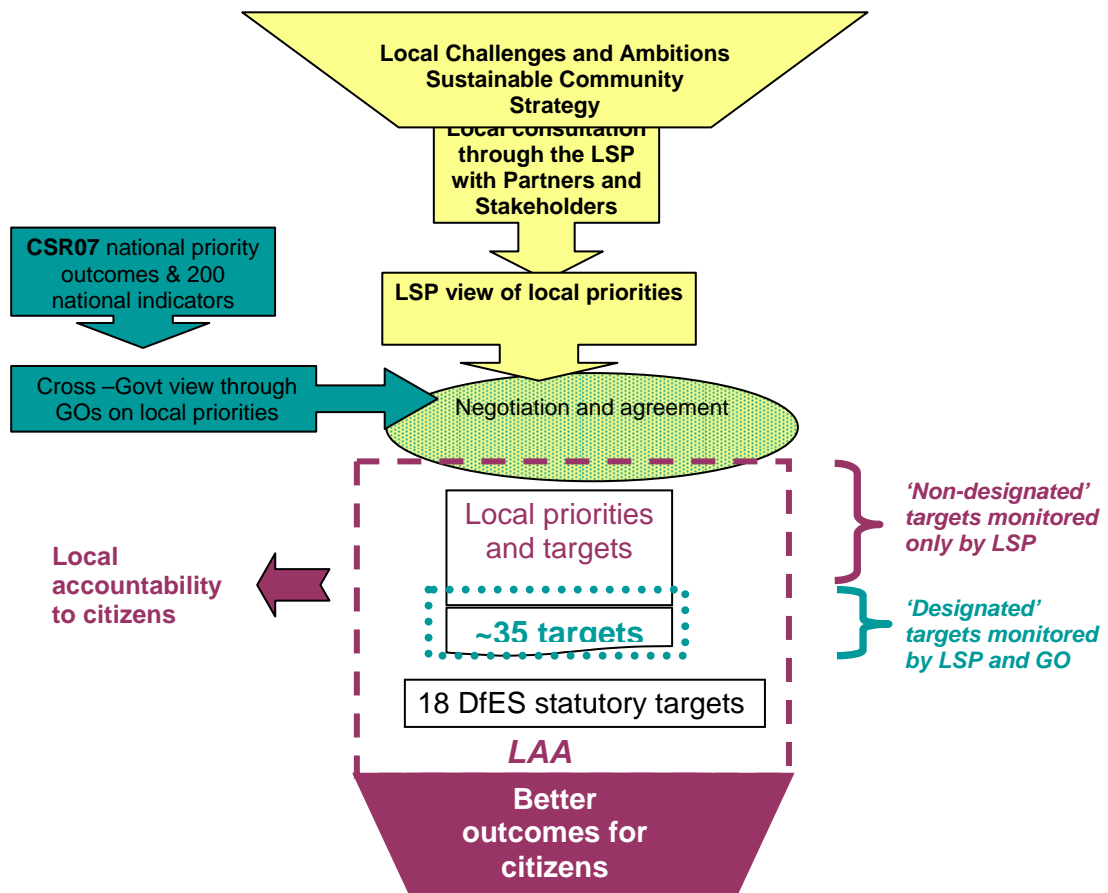 Local Challenges and Ambitions
Sustainable Community
Strategy
Local consultation
through the LSP
with Partners and
Stakeholders
CSR07 national priority
outcomes & 200
national indicators
LSP view of local priorities
Cross –Govt view through
GOs on local priorities
Negotiation and agreement
Local priorities
and targets
'Non-designated'
targets monitored
only by LSP
Local
accountability
to citizens
~35 targets
'Designated'
targets monitored
by LSP and GO
18 DfES statutory targets
LAA
Better
outcomes for
citizens